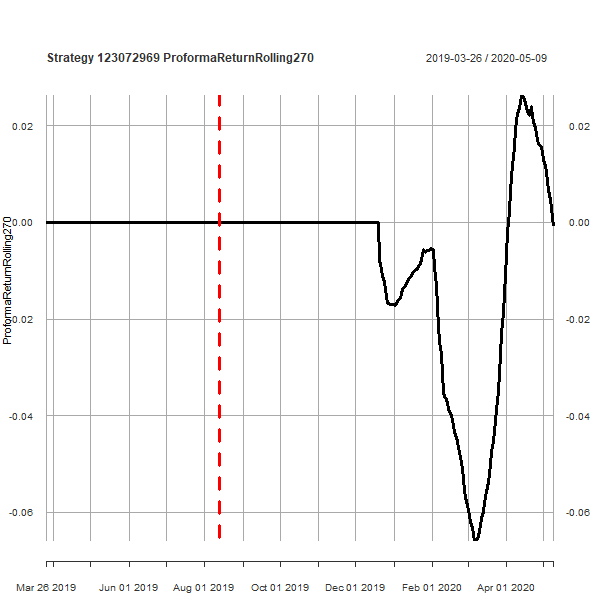 Strategy 123072969 ProformaReturnRolling270
2019-03-26 / 2020-05-09
0.02 0.02
0.00 0.00
-0.02 -0.02
-0.04 -0.04
-0.06 -0.06
ProformaReturnRolling270
Mar 26 2019 Jun 01 2019 Aug 01 2019 Oct 01 2019 Dec 01 2019 Feb 01 2020 Apr 01 2020